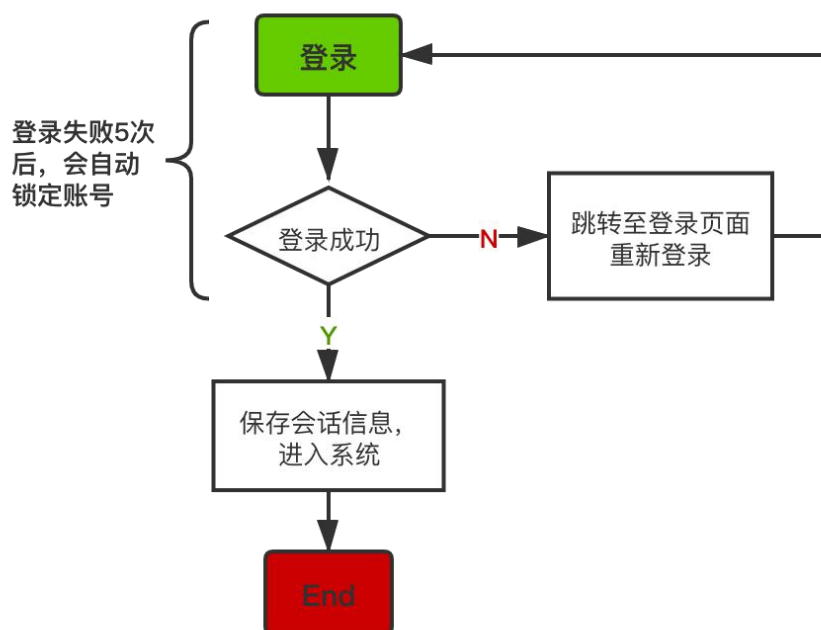 登录
登录失败5次
后，会自动
锁定账号
登录成功
N
跳转至登录页面
重新登录
Y
保存会话信息，
进入系统
End